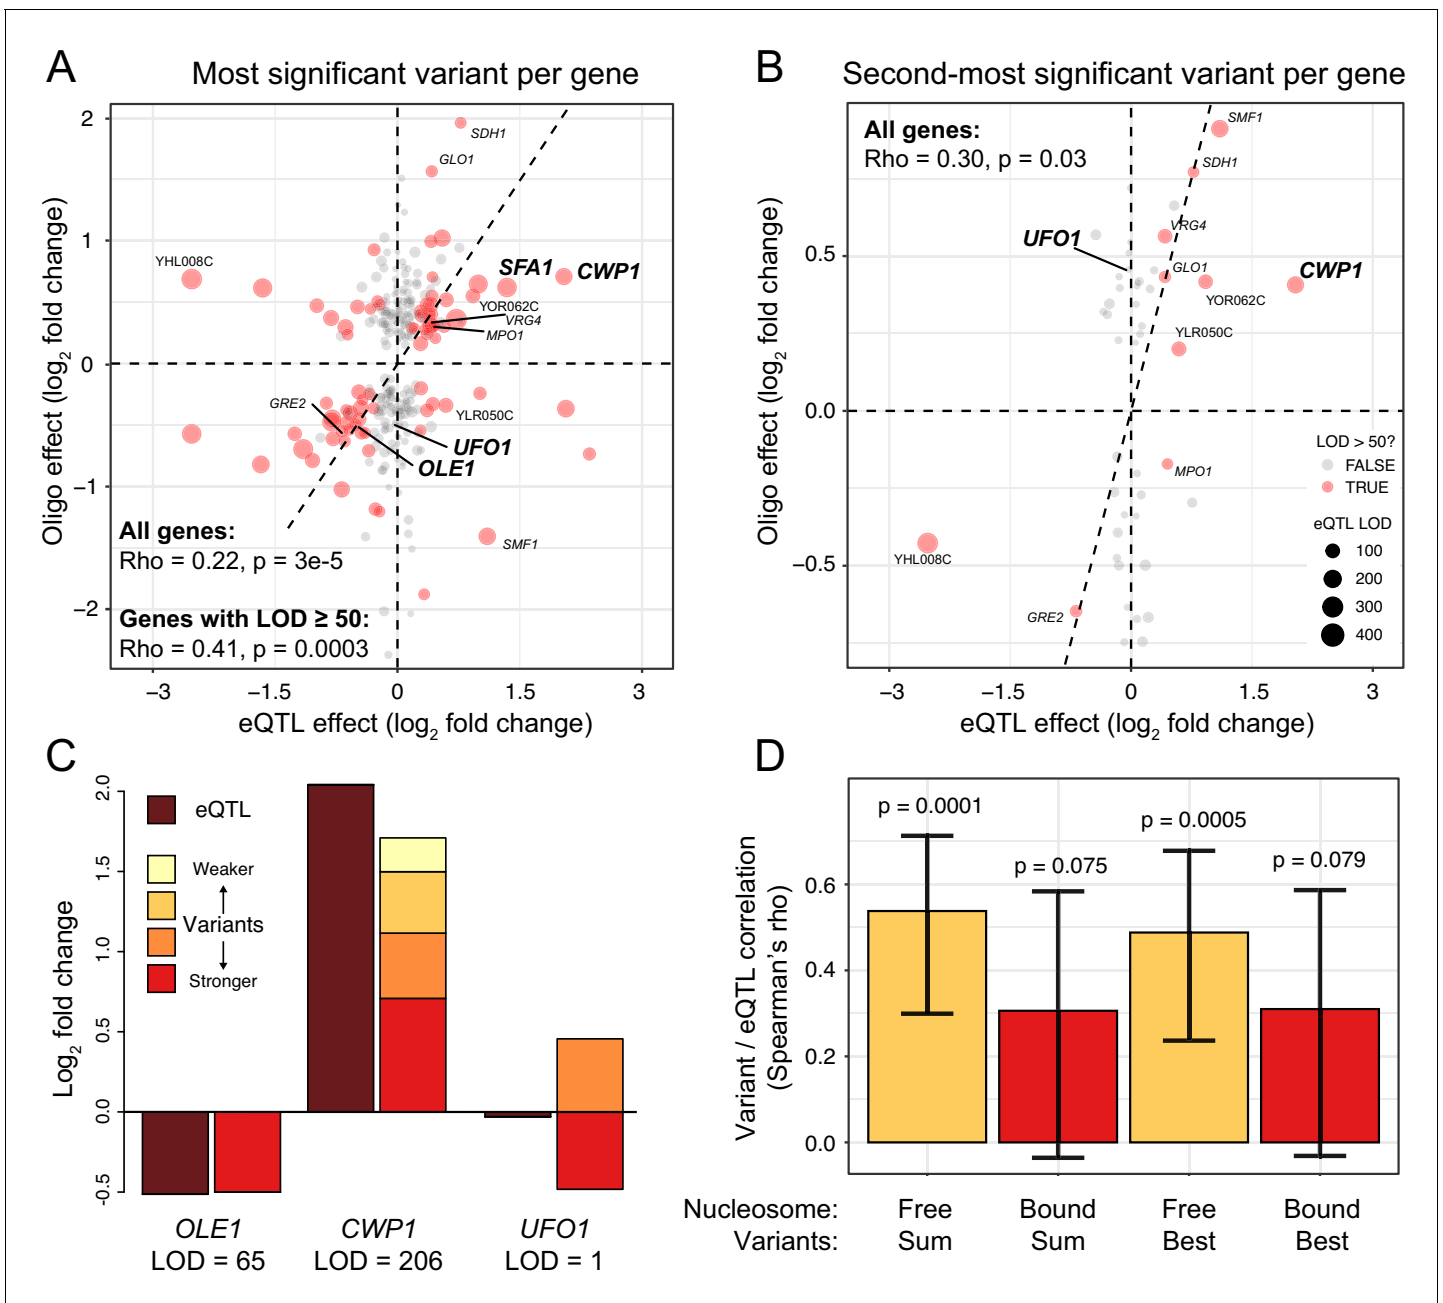 A
Most significant variant per gene
Oligo effect (log2 fold change)
2
1
0
−1
−2
SDH1
GLO1
YHL008C
SFA1
CWP1
YOR062C
VRG4
MPO1
GRE2
YLR050C
UFO1
OLE1
SMF1
All genes:
Rho = 0.22, p = 3e-5
Genes with LOD ≥ 50:
Rho = 0.41, p = 0.0003
−3
−1.5
0
1.5
3
eQTL effect (log2 fold change)
B
Second-most significant variant per gene
Oligo effect (log2 fold change)
0.5
0.0
−0.5
All genes:
Rho = 0.30, p = 0.03
SMF1
SDH1
VRG4
UFO1
GLO1
CWP1
YOR062C
YLR050C
MPO1
YHL008C
GRE2
LOD > 50?
FALSE
TRUE
eQTL LOD
100
200
300
400
−3
−1.5
0
1.5
3
eQTL effect (log2 fold change)
C
Log2 fold change
2.0
1.5
1.0
0.5
0.0
-0.5
eQTL
Weaker
Variants
Stronger
OLE1
LOD = 65
CWP1
LOD = 206
UFO1
LOD = 1
D
Variant / eQTL correlation
(Spearman's rho)
0.6
0.4
0.2
0.0
p = 0.0001
p = 0.075
p = 0.0005
p = 0.079
Nucleosome: Free Bound Free Bound
Variants: Sum Sum Best Best